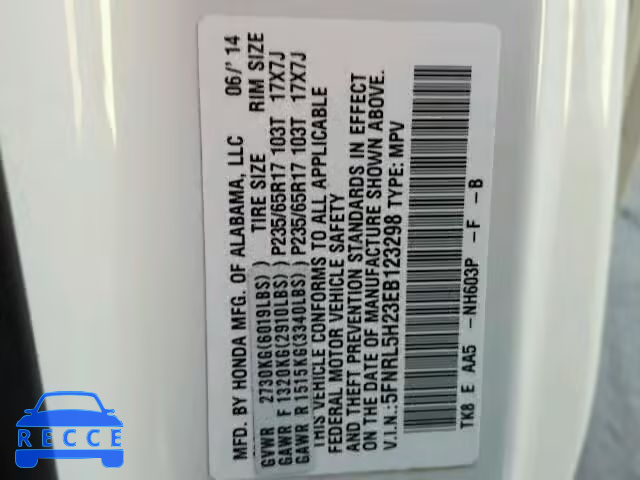 MFD. BY HONDA MFG. OF ALABAMA, LLC 06/'14
TIRE SIZE RIM SIZE
GVWR 2730KG(6019LBS)
GAWR F 1320KG(2910LBS) P235/65R17 103T 17X7J
GAWR R 1515KG(3340LBS) P235/65R17 103T 17X7J
THIS VEHICLE CONFORMS TO ALL APPLICABLE
FEDERAL MOTOR VEHICLE SAFETY
AND THEFT PREVENTION STANDARDS IN EFFECT
ON THE DATE OF MANUFACTURE SHOWN ABOVE.
V.I.N.:5FNRL5H23EB123298 TYPE: MPV
TK8 E AA5 -NH603P -F -B
RECCE